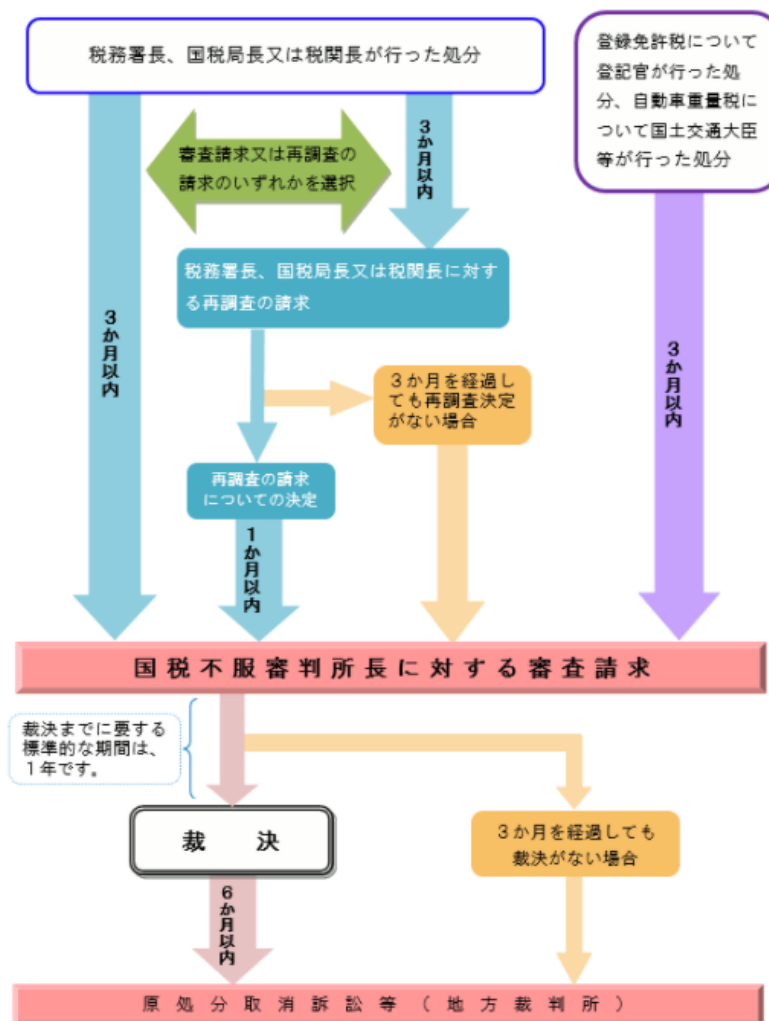 税務署長、国税局長又は税関長が行った処分
登録免許税について
登記官が行った処
分、自動車重量税に
ついて国土交通大臣
等が行った処分
審査請求又は再調査の
請求のいずれかを選択
3か月以内
税務署長、国税局長又は税関長に対す
る再調査の請求
3か月以内
3か月以内
3か月を経過し
ても再調査決定
がない場合
再調査の請求
についての決定
1か月以内
国税不服審判所長に対する審査請求
裁決までに要する
標準的な期間は、
1年です。
裁決
3か月を経過しても
裁決がない場合
6か月以内
原処分取消訴訟等(地方裁判所)